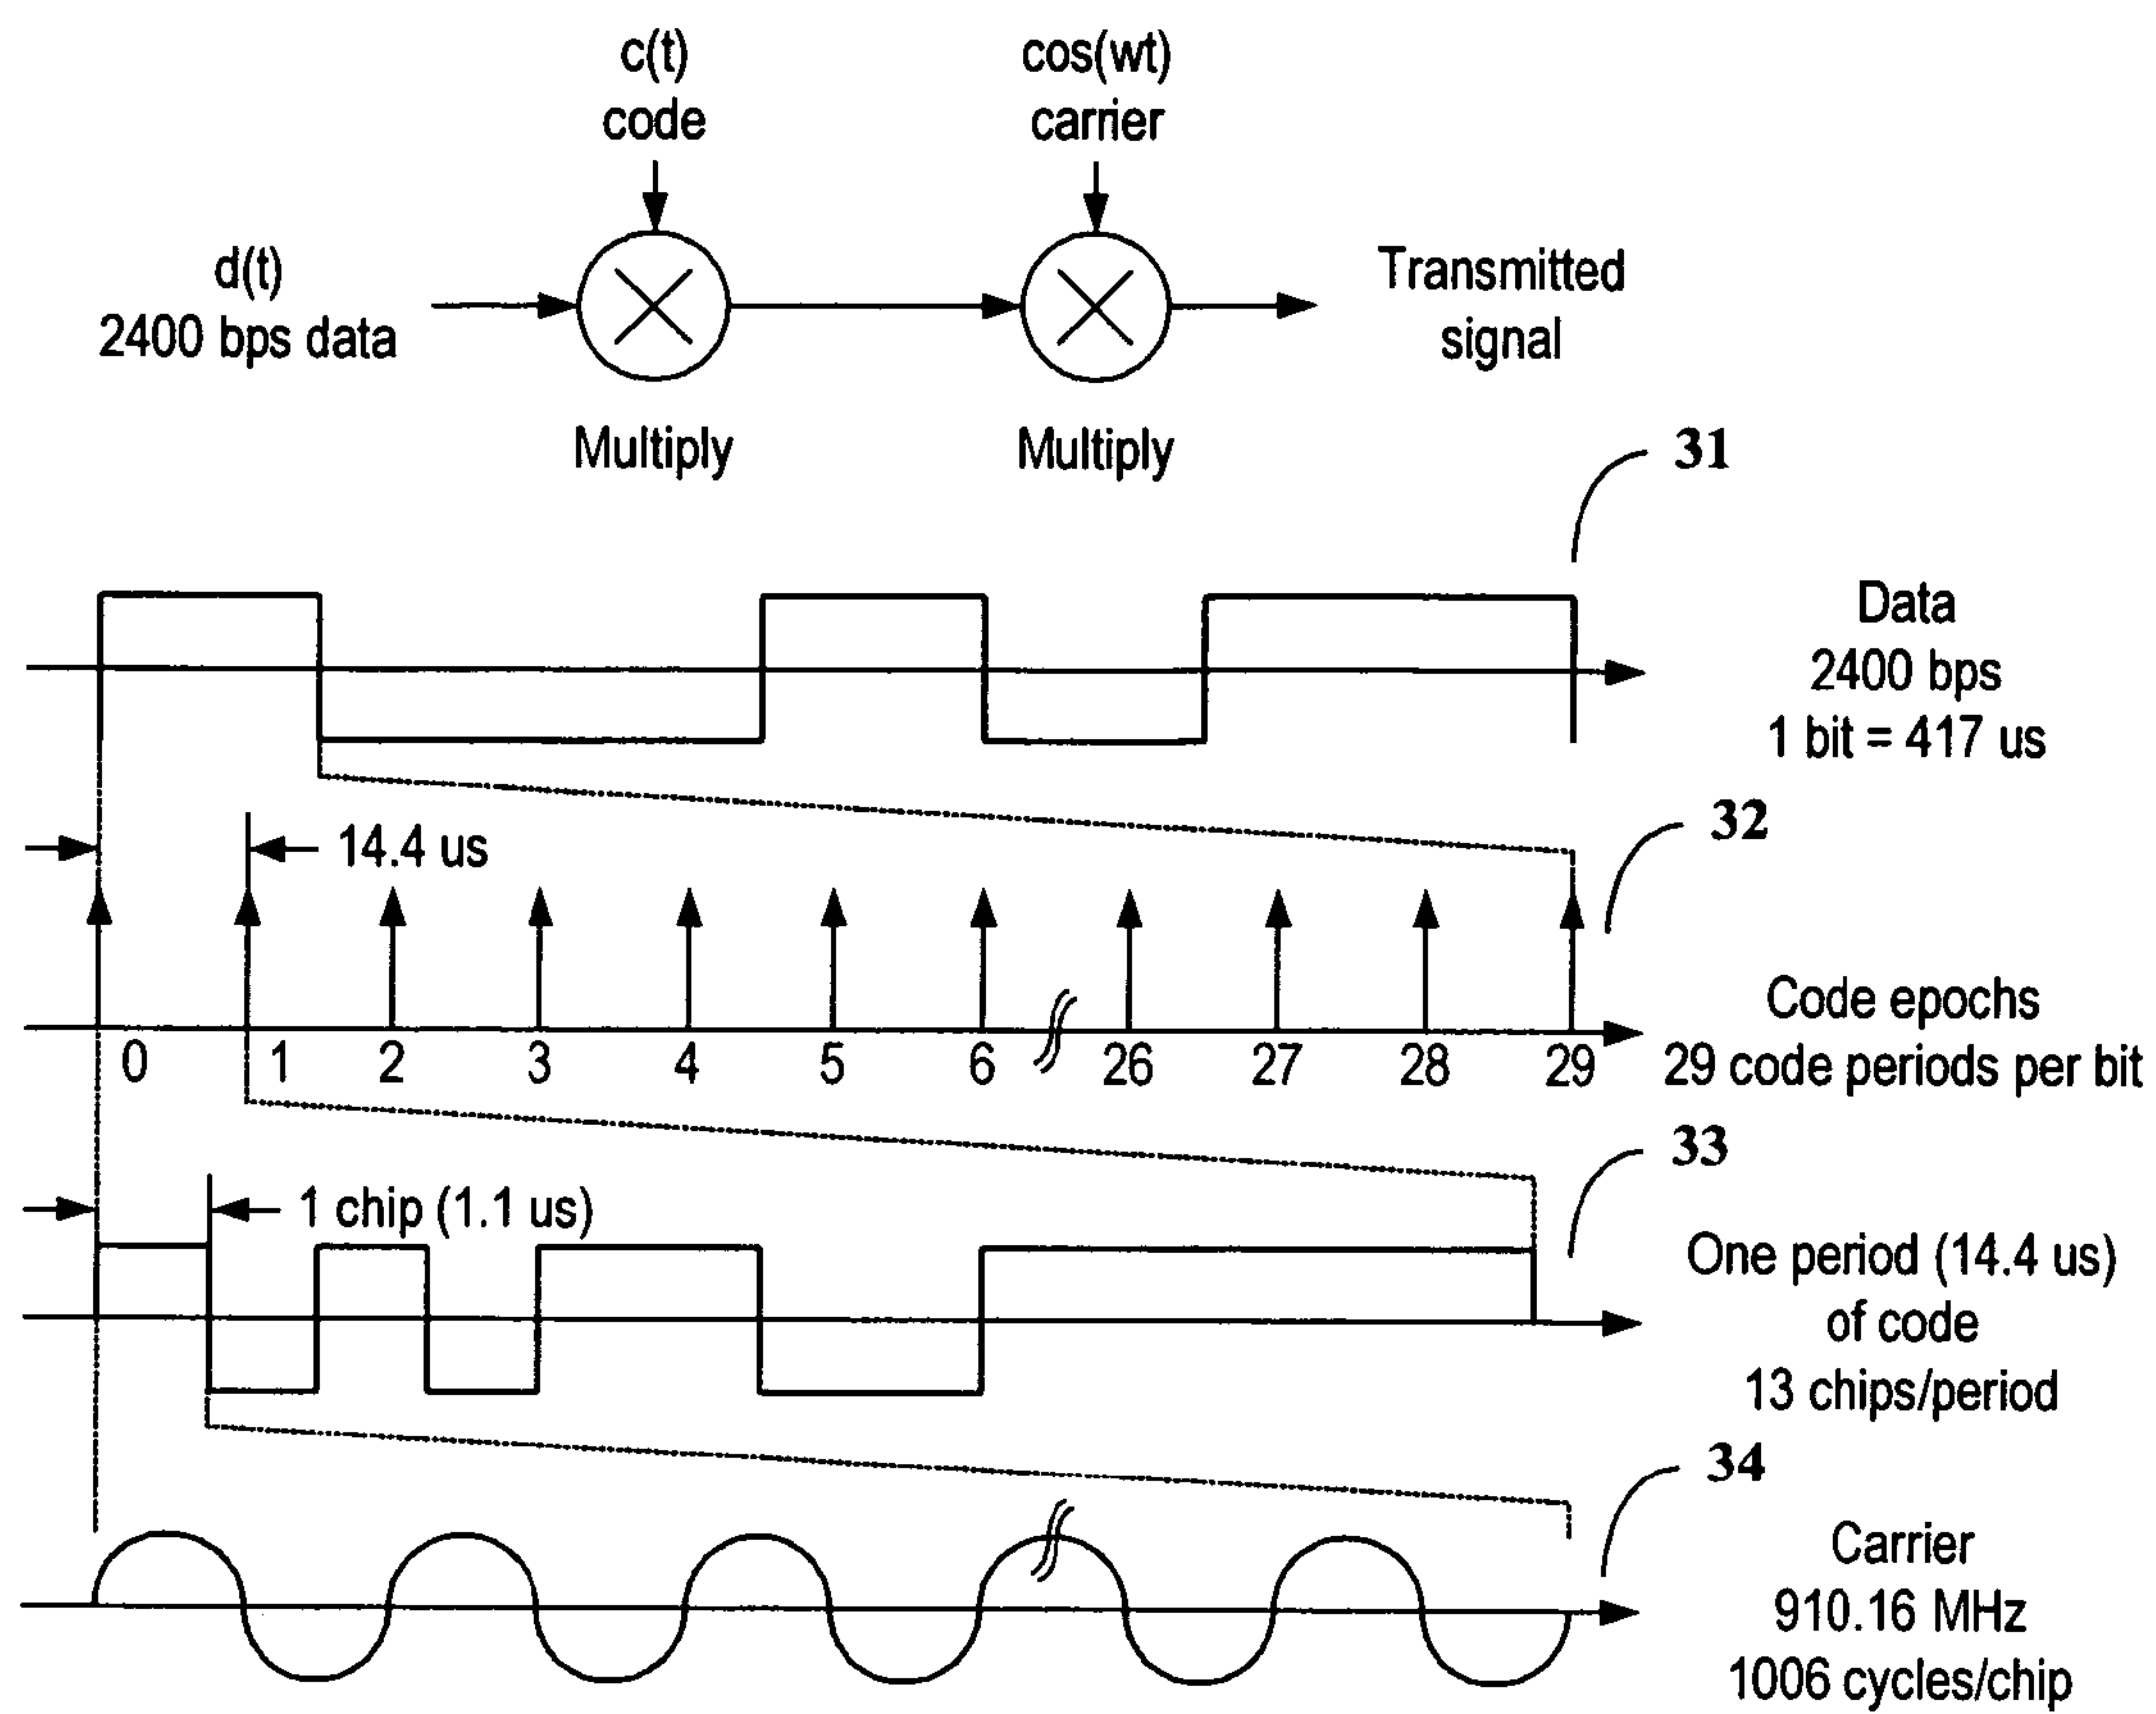 c(t)
code
cos(wt)
carrier
d(t)
2400 bps data
Transmitted
signal
Multiply
Multiply
31
Data
2400 bps
1 bit = 417 us
32
14.4 us
Code epochs
29 code periods per bit
0 1 2 3 4 5 6 26 27 28 29
33
1 chip (1.1 us)
One period (14.4 us)
of code
13 chips/period
34
Carrier
910.16 MHz
1006 cycles/chip